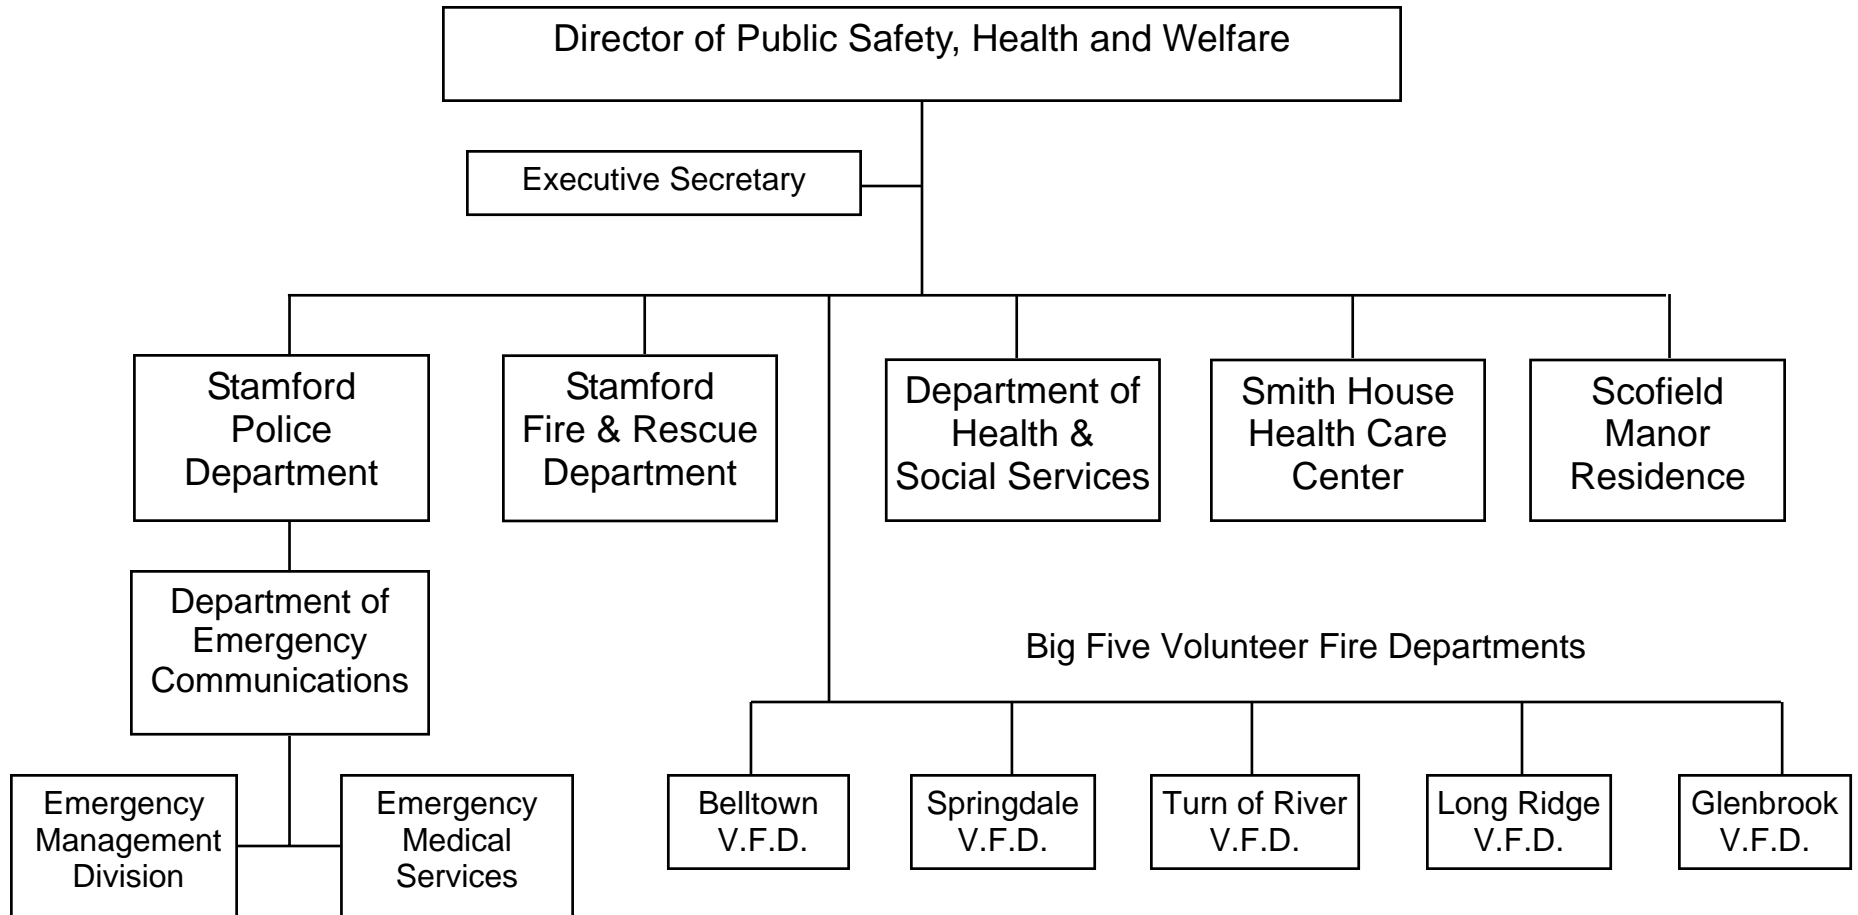 Director of Public Safety, Health and Welfare
Executive Secretary
Stamford
Police
Department
Stamford
Fire & Rescue
Department
Department of
Health &
Social Services
Smith House
Health Care
Center
Scofield
Manor
Residence
Department of
Emergency
Communications
Big Five Volunteer Fire Departments
Emergency
Management
Division
Emergency
Medical
Services
Belltown
V.F.D.
Springdale
V.F.D.
Turn of River
V.F.D.
Long Ridge
V.F.D.
Glenbrook
V.F.D.